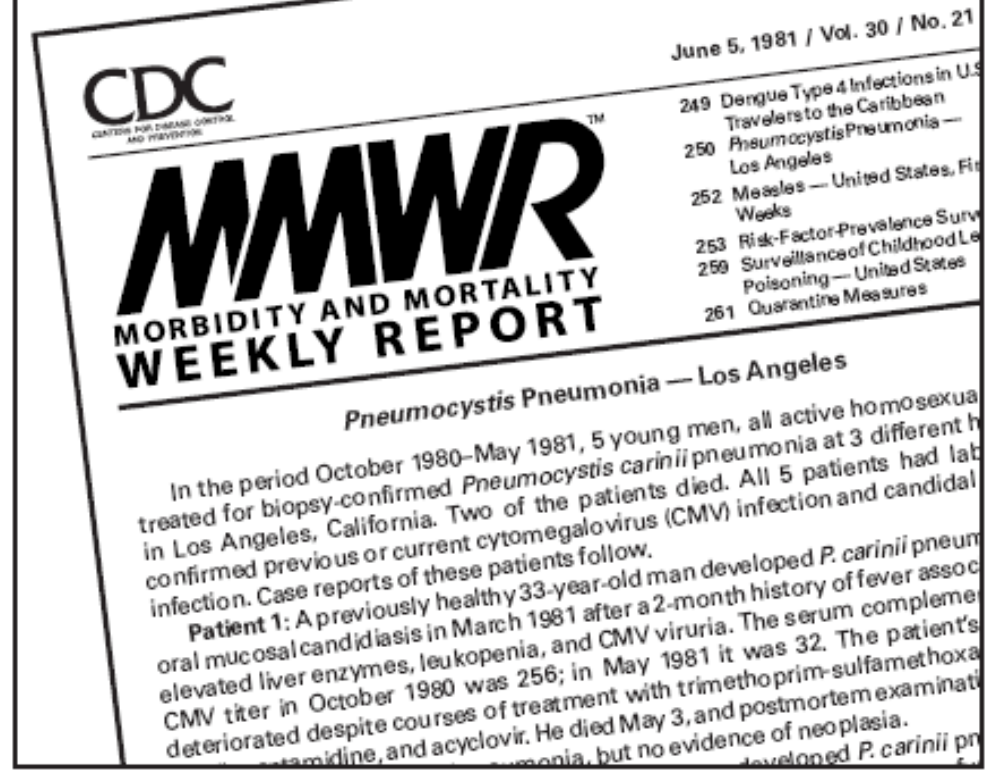 June 5, 1981 / Vol. 30 / No. 21
CDC
CENTERS FOR DISEASE CONTROL
AND PREVENTION
MMWR™
MORBIDITY AND MORTALITY
WEEKLY REPORT
249 Dengue Type 4 Infections in U.S
Travelers to the Caribbean
250 Pneumocystis Pneumonia —
Los Angeles
252 Measles — United States, Fi
Weeks
253 Risk-Factor-Prevalence Surv
259 Surveillance of Childhood Le
Poisoning — United States
261 Quarantine Measures
Pneumocystis Pneumonia — Los Angeles
In the period October 1980–May 1981, 5 young men, all active homosexua
treated for biopsy-confirmed Pneumocystis carinii pneumonia at 3 different h
in Los Angeles, California. Two of the patients died. All 5 patients had lab
confirmed previous or current cytomegalovirus (CMV) infection and candidal
infection. Case reports of these patients follow.
Patient 1: A previously healthy 33-year-old man developed P. carinii pneum
oral mucosal candidiasis in March 1981 after a 2-month history of fever assoc
elevated liver enzymes, leukopenia, and CMV viruria. The serum compleme
CMV titer in October 1980 was 256; in May 1981 it was 32. The patient's
deteriorated despite courses of treatment with trimethoprim-sulfamethoxa
tamidine, and acyclovir. He died May 3, and postmortem examinati
monia, but no evidence of neoplasia.
developed P. carinii pn